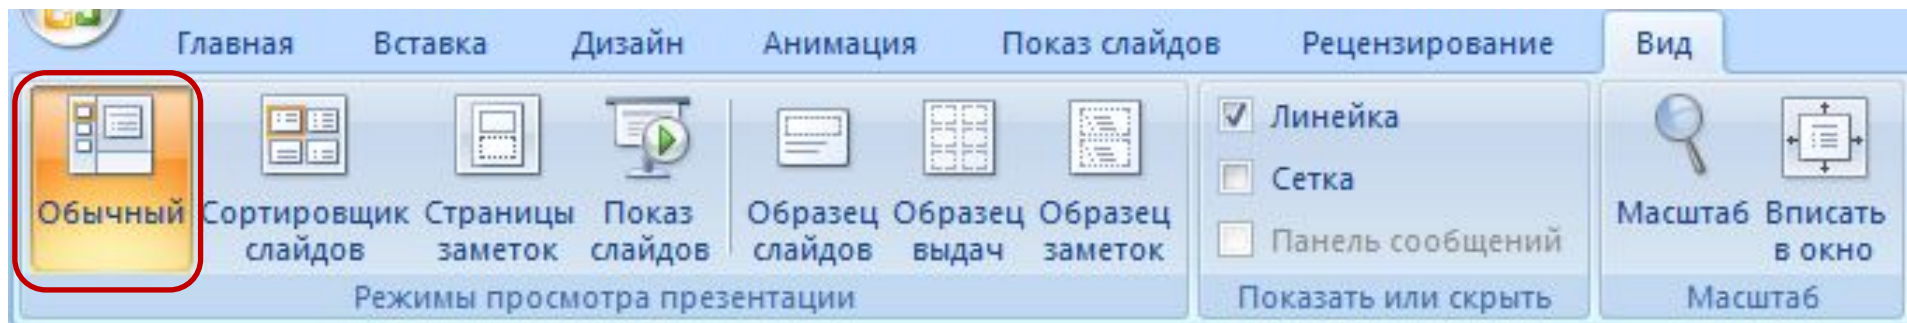 Главная Вставка Дизайн Анимация Показ слайдов Рецензирование Вид
Обычный
Сортировщик
слайдов
Страницы
заметок
Показ
слайдов
Образец
слайдов
Образец
выдач
Образец
заметок
Режимы просмотра презентации
Линейка
Сетка
Панель сообщений
Показать или скрыть
Масштаб
Вписать
в окно
Масштаб